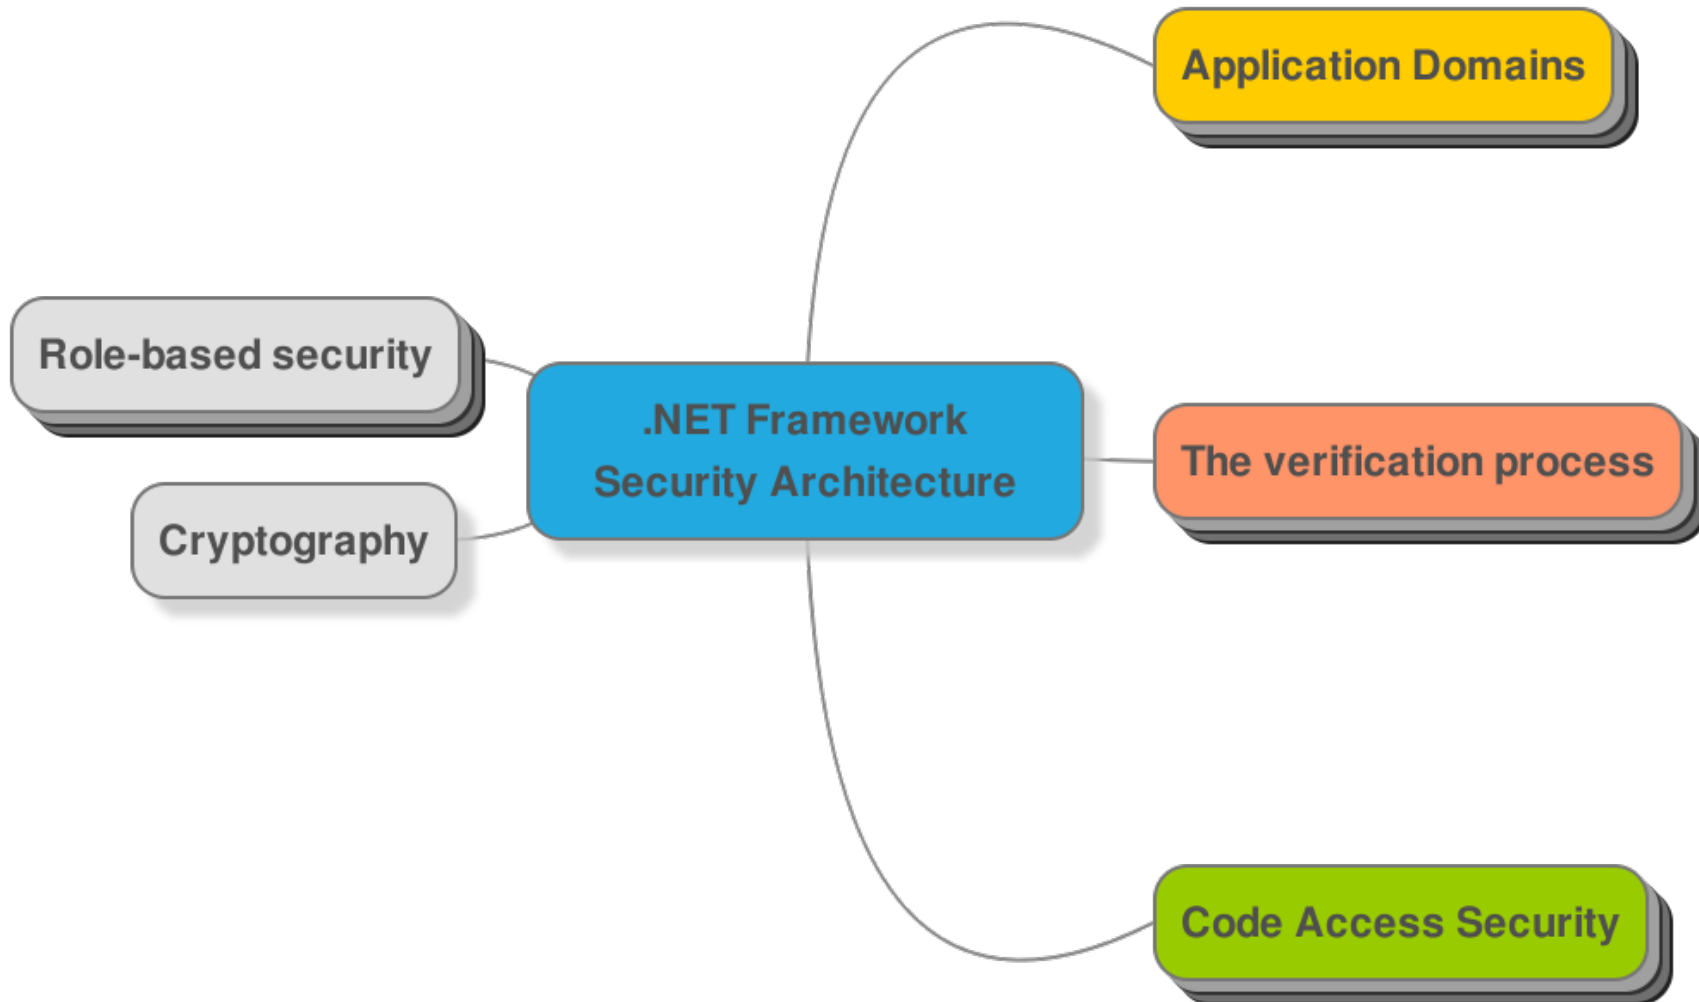 Application Domains
Role-based security
.NET Framework
Security Architecture
The verification process
Cryptography
Code Access Security